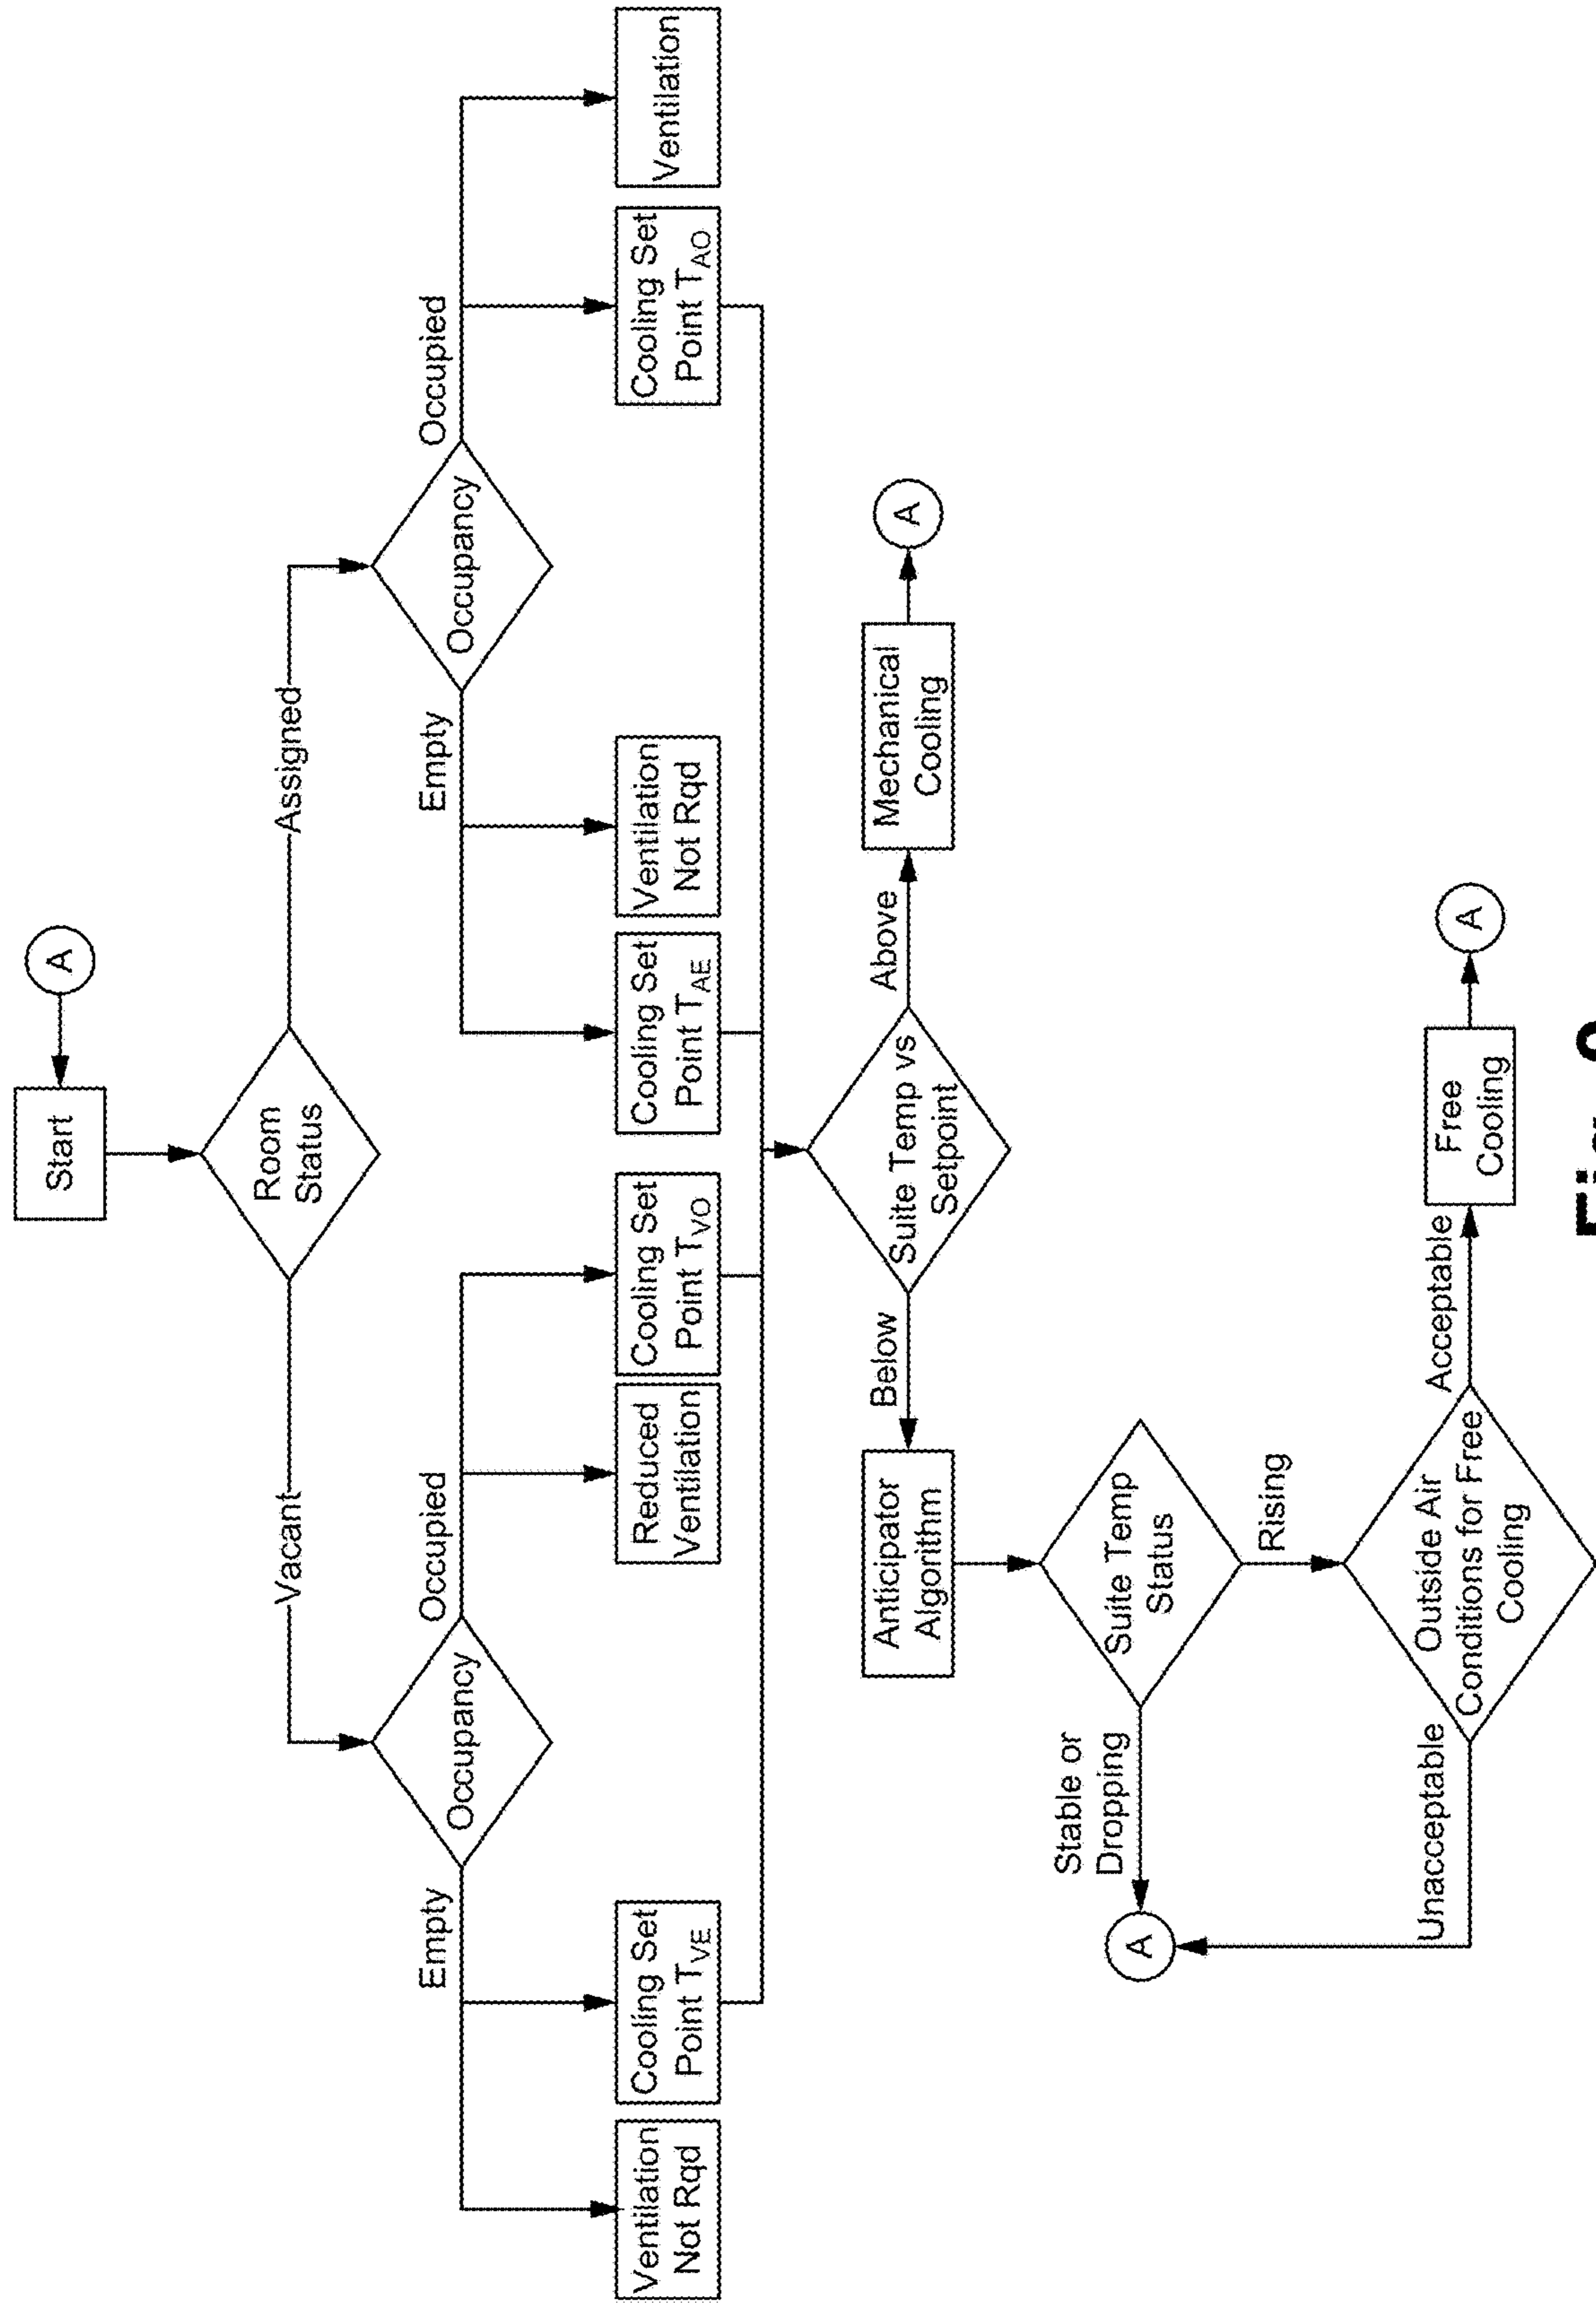 A
Start
Room
Status
Vacant
Assigned
Occupancy
Occupancy
Empty
Occupied
Empty
Occupied
Ventilation
Not Rqd
Cooling Set
Point TVE
Reduced
Ventilation
Cooling Set
Point TVO
Cooling Set
Point TAE
Ventilation
Not Rqd
Cooling Set
Point TAO
Ventilation
Suite Temp vs
Setpoint
Below
Above
Anticipator
Algorithm
Mechanical
Cooling
A
Suite Temp
Status
Stable or
Dropping
A
Rising
Outside Air
Conditions for Free
Cooling
Unacceptable
Acceptable
Free
Cooling
A